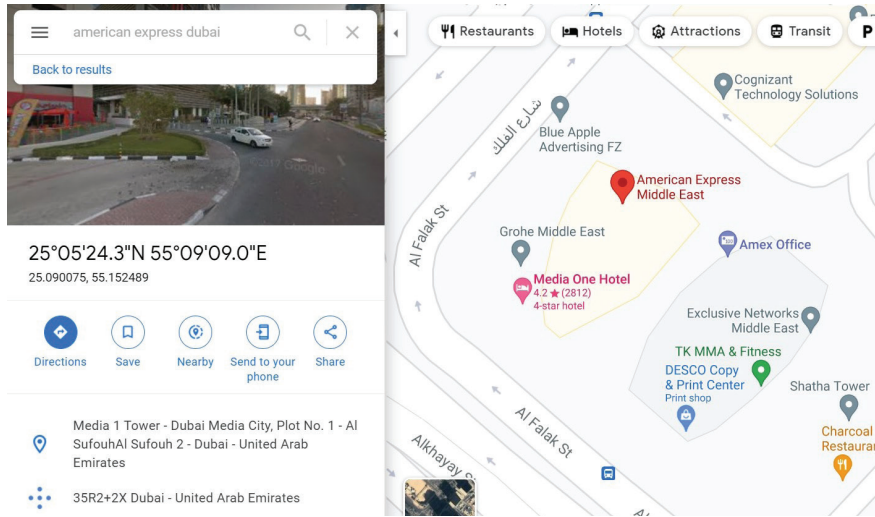 american express dubai
Back to results
Google
25°05'24.3"N 55°09'09.0"E
25.090075, 55.152489
Directions
Save
Nearby
Send to your
phone
Share
Media 1 Tower - Dubai Media City, Plot No. 1 - Al
SufouhAl Sufouh 2 - Dubai - United Arab
Emirates
35R2+2X Dubai - United Arab Emirates
Restaurants
Hotels
Attractions
Transit
P
Cognizant
Technology Solutions
شارع الفلك
Blue Apple
Advertising FZ
American Express
Middle East
Al Falak St
Grohe Middle East
Amex Office
Media One Hotel
4.2 ★ (2812)
4-star hotel
Exclusive Networks
Middle East
TK MMA & Fitness
DESCO Copy
& Print Center
Print shop
Shatha Tower
Al Falak St
Charcoal
Restaura
Alkhayay